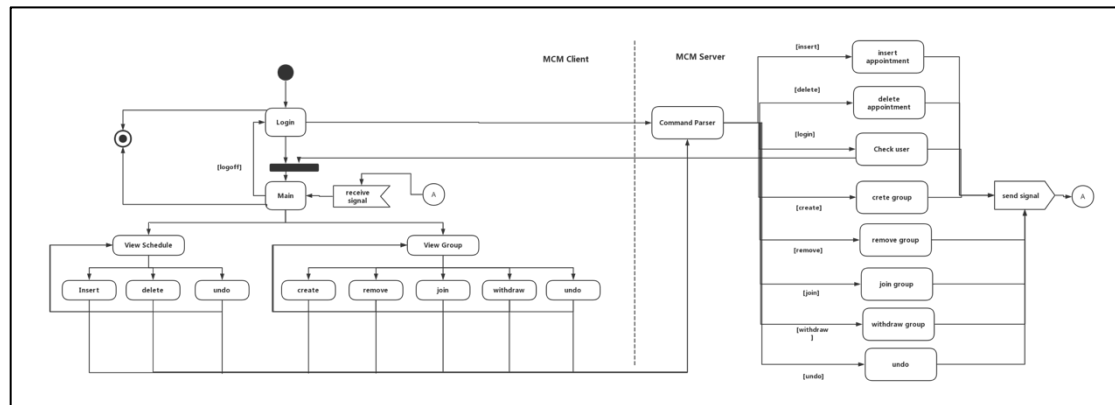 MCM Client
MCM Server
Login
[logoff]
Main
receive
signal
A
View Schedule
View Group
Insert
delete
undo
create
remove
join
withdraw
undo
Command Parser
[insert]
insert
appointment
[delete]
delete
appointment
[login]
Check user
[create]
crete group
[remove]
remove group
[join]
join group
[withdraw
]
withdraw group
[undo]
undo
send signal
A